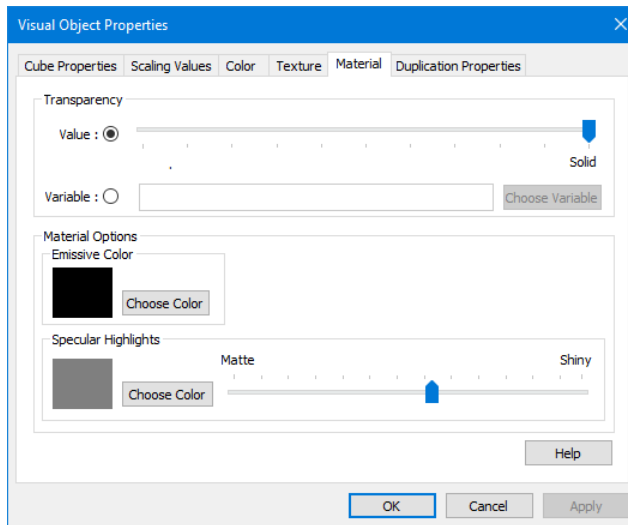 Visual Object Properties
Cube Properties Scaling Values Color Texture Material Duplication Properties
Transparency
Value :
Solid
Variable : Choose Variable
Material Options
Emissive Color
Choose Color
Specular Highlights
Matte Shiny
Choose Color
Help
OK Cancel Apply